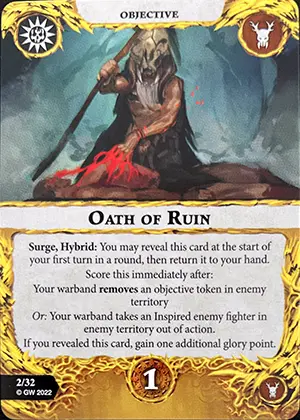 OBJECTIVE
OATH OF RUIN
Surge, Hybrid: You may reveal this card at the start of
your first turn in a round, then return it to your hand.
Score this immediately after:
Your warband removes an objective token in enemy
territory
Or: Your warband takes an Inspired enemy fighter in
enemy territory out of action.
If you revealed this card, gain one additional glory point.
2/32
© GW 2022
1